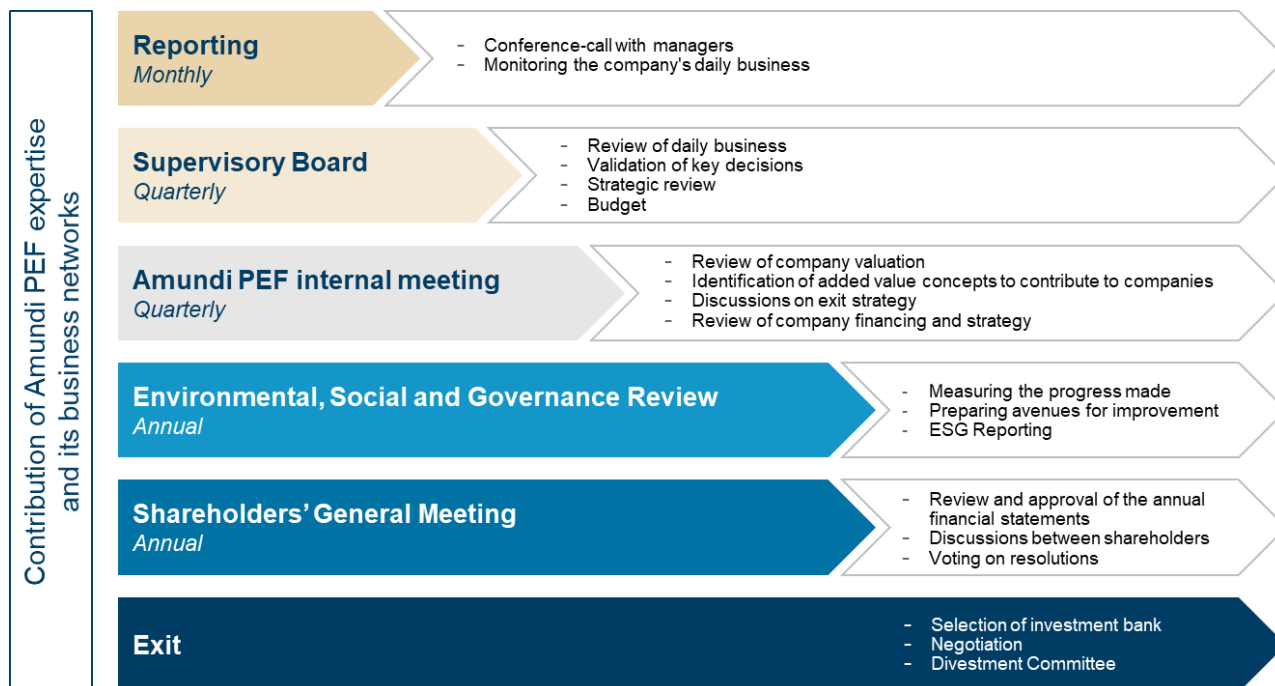 Contribution of Amundi PEF expertise
and its business networks
Reporting
Monthly
- Conference-call with managers
- Monitoring the company's daily business
Supervisory Board
Quarterly
- Review of daily business
- Validation of key decisions
- Strategic review
- Budget
Amundi PEF internal meeting
Quarterly
- Review of company valuation
- Identification of added value concepts to contribute to companies
- Discussions on exit strategy
- Review of company financing and strategy
Environmental, Social and Governance Review
Annual
- Measuring the progress made
- Preparing avenues for improvement
- ESG Reporting
Shareholders’ General Meeting
Annual
- Review and approval of the annual
financial statements
- Discussions between shareholders
- Voting on resolutions
Exit
- Selection of investment bank
- Negotiation
- Divestment Committee